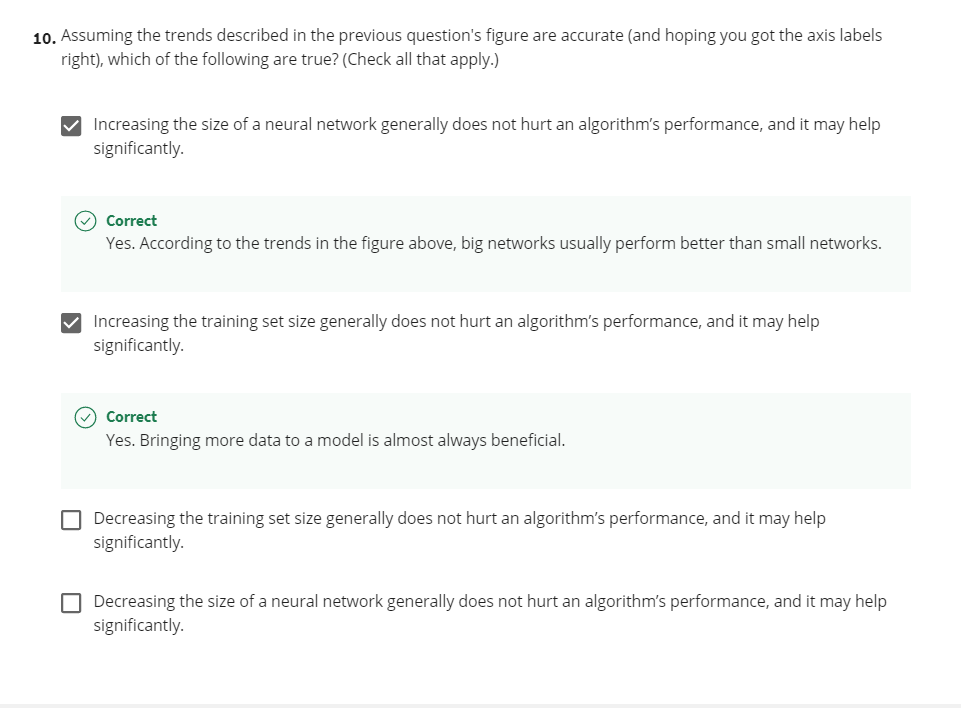 10. Assuming the trends described in the previous question's figure are accurate (and hoping you got the axis labels
right), which of the following are true? (Check all that apply.)
Increasing the size of a neural network generally does not hurt an algorithm’s performance, and it may help
significantly.
Correct
Yes. According to the trends in the figure above, big networks usually perform better than small networks.
Increasing the training set size generally does not hurt an algorithm’s performance, and it may help
significantly.
Correct
Yes. Bringing more data to a model is almost always beneficial.
Decreasing the training set size generally does not hurt an algorithm’s performance, and it may help
significantly.
Decreasing the size of a neural network generally does not hurt an algorithm’s performance, and it may help
significantly.